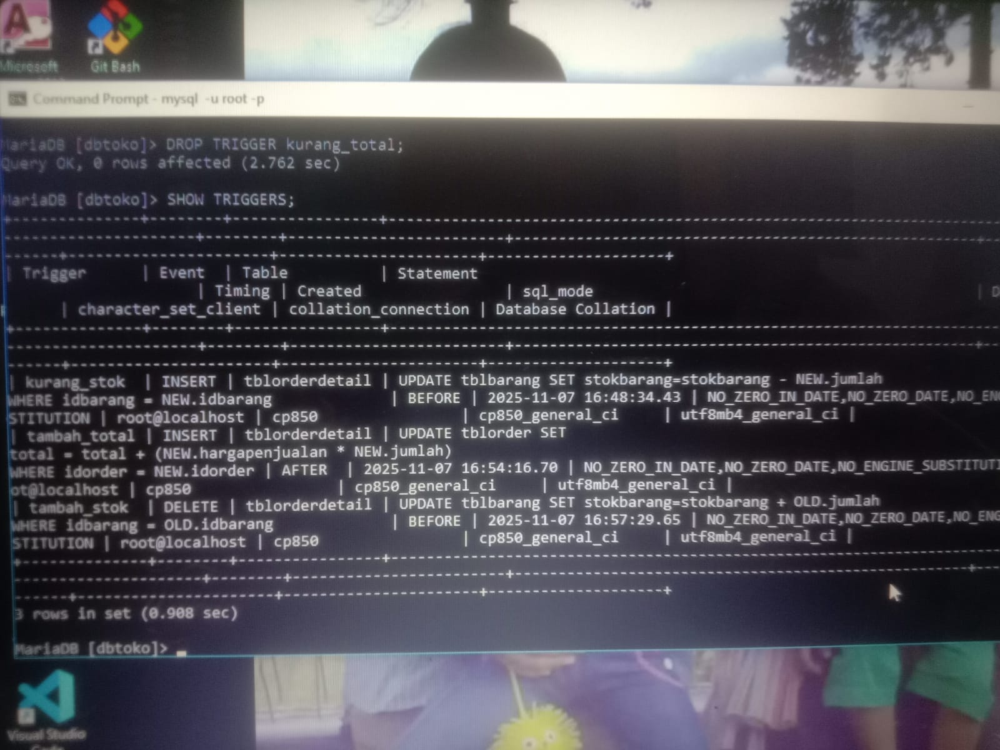 Microsoft
Git Bash
Command Prompt - mysql -u root -p
MariaDB [dbtoko]> DROP TRIGGER kurang_total;
Query OK, 0 rows affected (2.762 sec)
MariaDB [dbtoko]> SHOW TRIGGERS;
+------------------+----------+--------------------+--------------------
| Trigger | Event | Table | Statement
| Timing | Created | sql_mode | D
| character_set_client | collation_connection | Database Collation |
| kurang_stok | INSERT | tblorderdetail | UPDATE tblbarang SET stokbarang=stokbarang - NEW.jumlah
WHERE idbarang = NEW.idbarang | BEFORE | 2025-11-07 16:48:34.43 | NO_ZERO_IN_DATE,NO_ZERO_DATE,NO_ENG
STITUTION | root@localhost | cp850 | cp850_general_ci | utf8mb4_general_ci |
| tambah_total | INSERT | tblorderdetail | UPDATE tblorder SET
total = total + (NEW.hargapenjualan * NEW.jumlah)
WHERE idorder = NEW.idorder | AFTER | 2025-11-07 16:54:16.70 | NO_ZERO_IN_DATE,NO_ZERO_DATE,NO_ENGINE_SUBSTITUTI
ot@localhost | cp850 | cp850_general_ci | utf8mb4_general_ci |
| tambah_stok | DELETE | tblorderdetail | UPDATE tblbarang SET stokbarang=stokbarang + OLD.jumlah
WHERE idbarang = OLD.idbarang | BEFORE | 2025-11-07 16:57:29.65 | NO_ZERO_IN_DATE,NO_ZERO_DATE,NO_ENG
STITUTION | root@localhost | cp850 | cp850_general_ci | utf8mb4_general_ci |
3 rows in set (0.908 sec)
MariaDB [dbtoko]>
Visual Studio